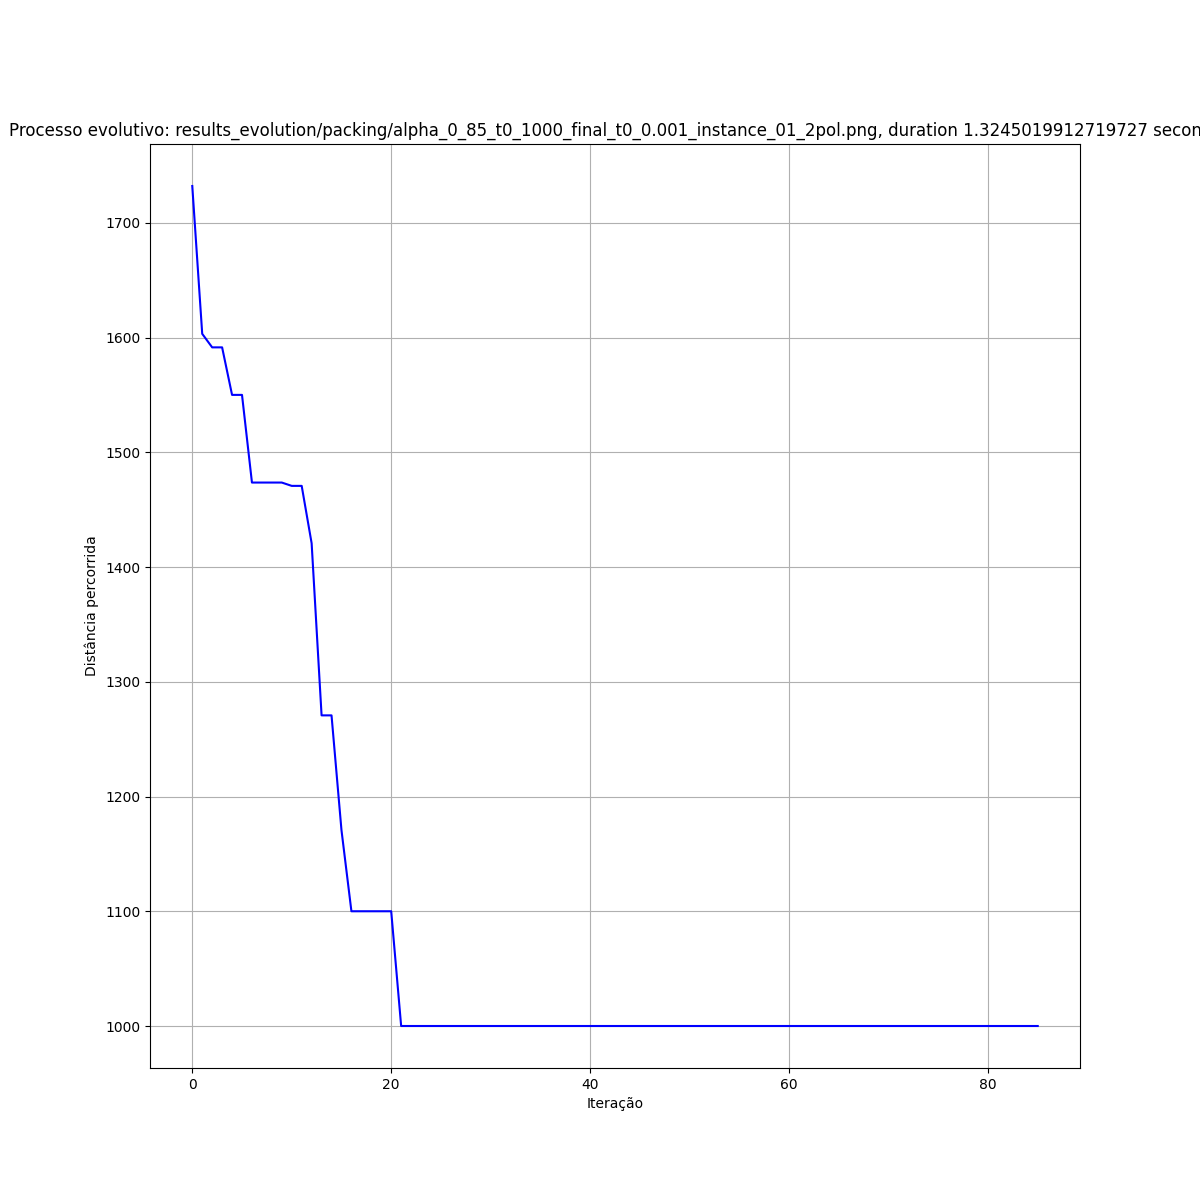 Processo evolutivo: results_evolution/packing/alpha_0_85_t0_1000_final_t0_0.001_instance_01_2pol.png, duration 1.3245019912719727 secon
1700
1600
1500
1400
1300
1200
1100
1000
Distância percorrida
0 20 40 60 80
Iteração